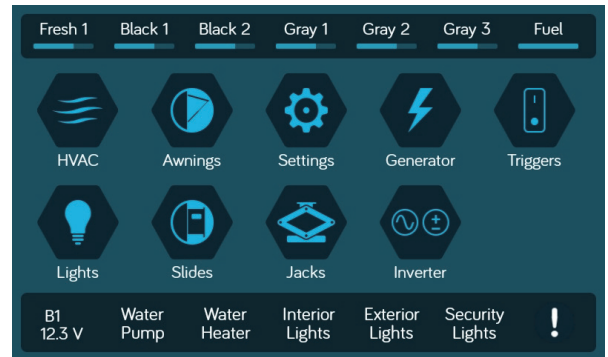 Fresh 1 Black 1 Black 2 Gray 1 Gray 2 Gray 3 Fuel
HVAC Awnings Settings Generator Triggers
Lights Slides Jacks Inverter
B1 Water Water Interior Exterior Security
12.3 V Pump Heater Lights Lights Lights !